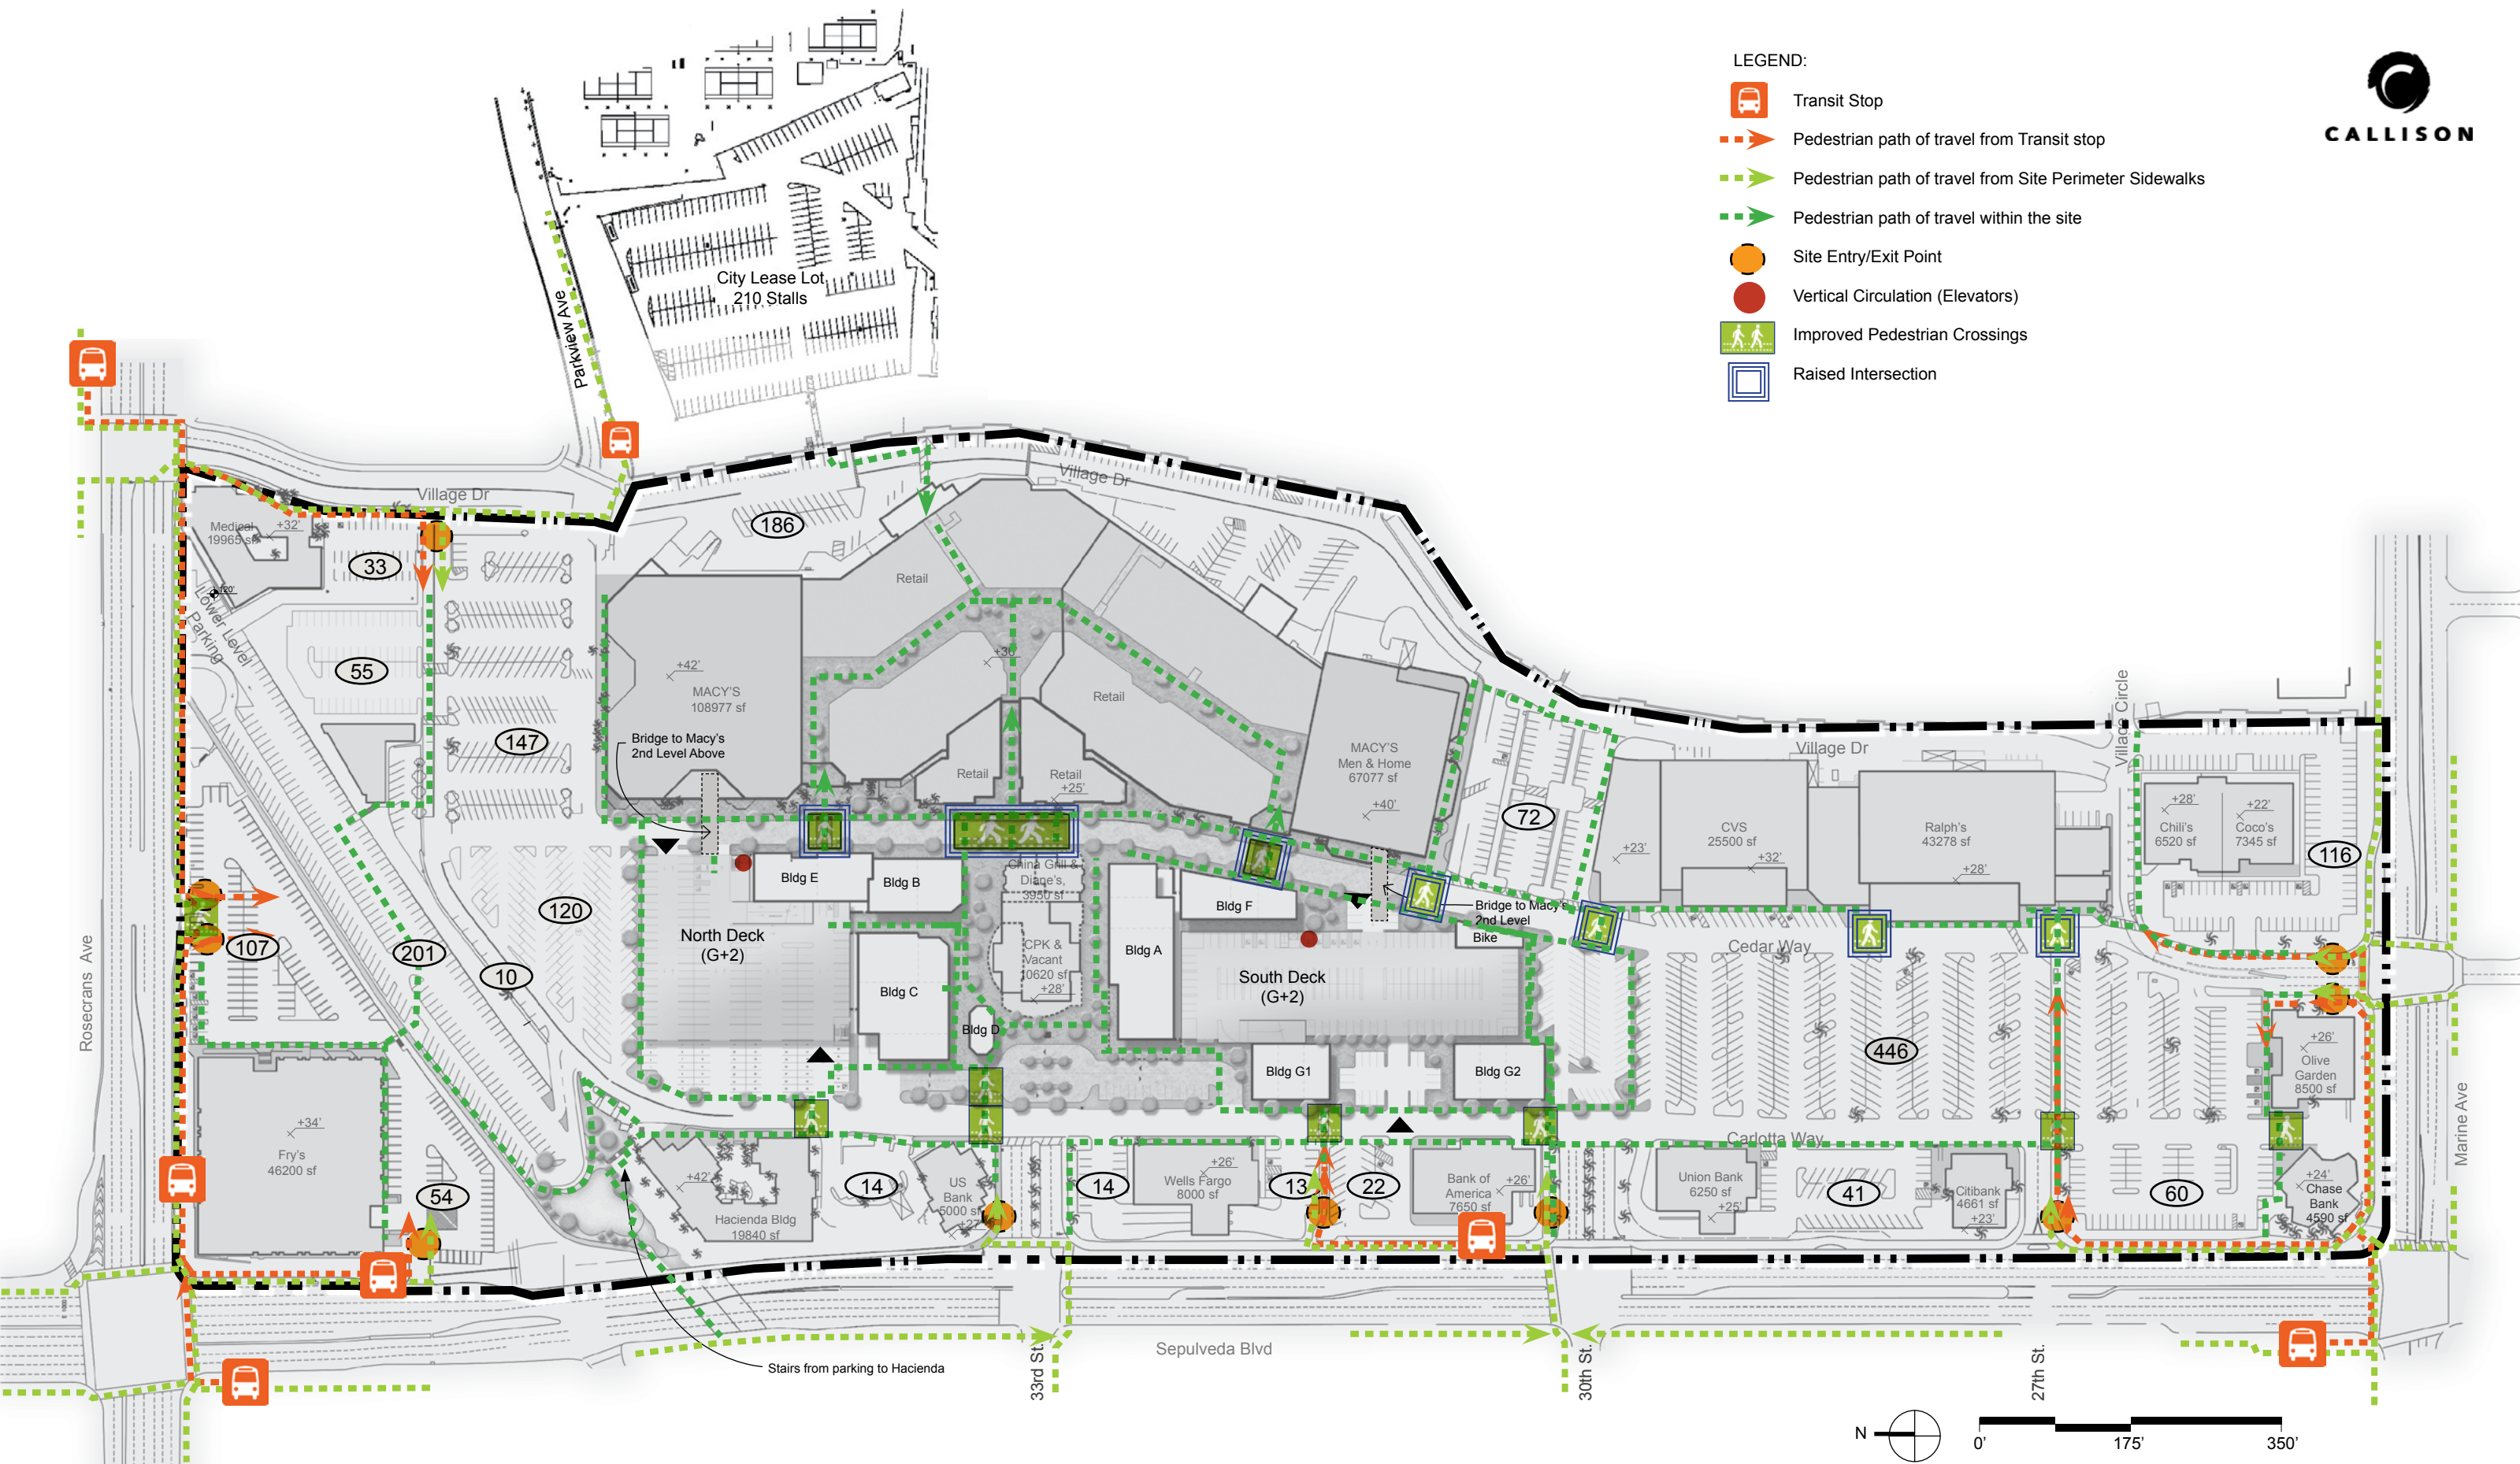 LEGEND:
Transit Stop
Pedestrian path of travel from Transit stop
Pedestrian path of travel from Site Perimeter Sidewalks
Pedestrian path of travel within the site
Site Entry/Exit Point
Vertical Circulation (Elevators)
Improved Pedestrian Crossings
Raised Intersection
CALLISON
City Lease Lot
210 Stalls
Parkview Ave
Village Dr
Village Dr
Medical
19965 sf
+32'
33
Lower Level
Parking
55
147
186
Retail
MACY'S
108977 sf
+42'
Bridge to Macy's
2nd Level Above
Retail
Retail
Retail
+25'
MACY'S
Men & Home
67077 sf
+40'
72
Village Dr
Village Circle
+23'
CVS
25500 sf
+32'
Ralph's
43278 sf
+28'
+28'
Chili's
6520 sf
+22'
Coco's
7345 sf
116
Rosecrans Ave
107
201
120
10
North Deck
(G+2)
Bldg E
Bldg B
Bldg C
Bldg D
China Grill &
Diane's,
3950 sf
CPK &
Vacant
+28'
Bldg A
Bldg F
South Deck
(G+2)
Bridge to Macy's
2nd Level
Bike
Cedar Way
446
+26'
Olive
Garden
8500 sf
Marine Ave
Bldg G1
Bldg G2
+34'
Fry's
46200 sf
54
+42'
Hacienda Bldg
19840 sf
14
US
Bank
5000 sf
+27'
14
+26'
Wells Fargo
8000 sf
13
22
Bank of
America
7650 sf
+26'
Carlotta Way
Union Bank
6250 sf
+25'
41
Citibank
4661 sf
+23'
60
+24'
Chase
Bank
4590 sf
Stairs from parking to Hacienda
33rd St.
Sepulveda Blvd
30th St.
27th St.
N
0'
175'
350'